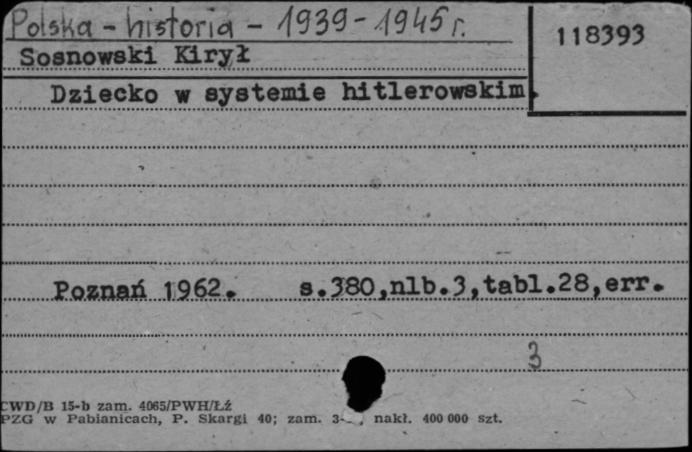 Polska - historia - 1939-1945 r.
118393
Sosnowski Kirył
Dziecko w systemie hitlerowskim.
Poznań 1962. s.380,nlb.3,tabl.28,err.
3
CWD/B 15-b zam. 4065/PWH/Łź
PZG w Pabianicach, P. Skargi 40; zam. 3- nakł. 400 000 szt.